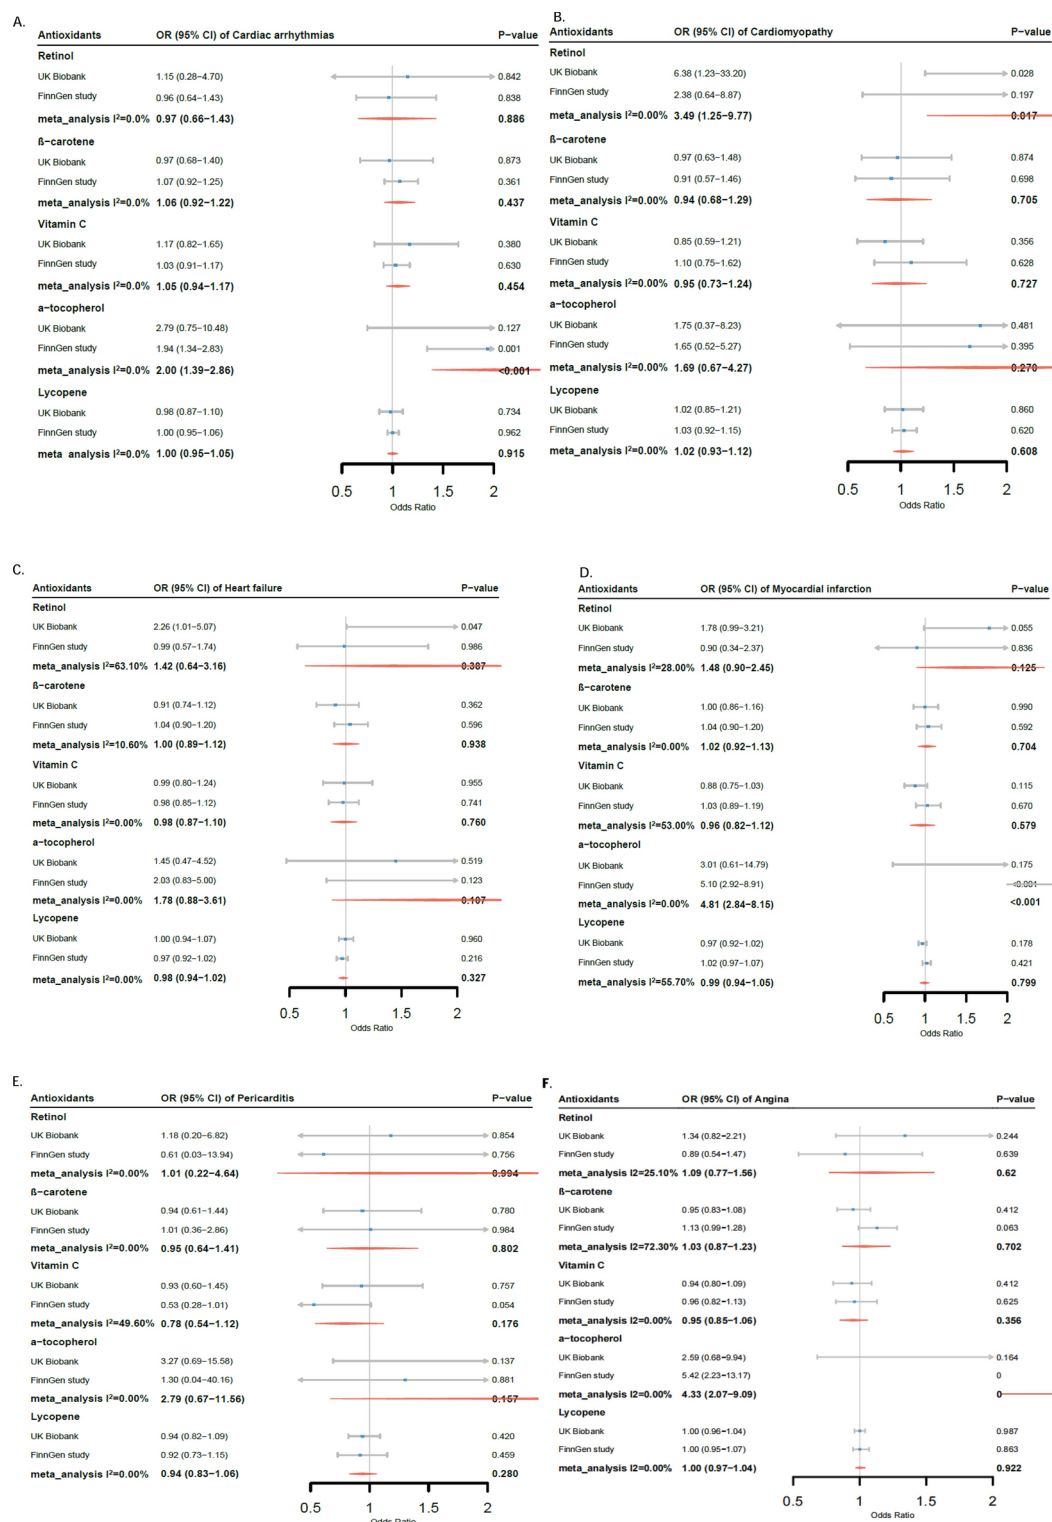 A.
Antioxidants OR (95% CI) of Cardiac arrhythmias P−value
Retinol
UK Biobank 1.15 (0.28−4.70) 0.842
FinnGen study 0.96 (0.64−1.43) 0.838
meta_analysis I²=0.0% 0.97 (0.66−1.43) 0.886
ß−carotene
UK Biobank 0.97 (0.68−1.40) 0.873
FinnGen study 1.07 (0.92−1.25) 0.361
meta_analysis I²=0.0% 1.06 (0.92−1.22) 0.437
Vitamin C
UK Biobank 1.17 (0.82−1.65) 0.380
FinnGen study 1.03 (0.91−1.17) 0.630
meta_analysis I²=0.0% 1.05 (0.94−1.17) 0.454
a−tocopherol
UK Biobank 2.79 (0.75−10.48) 0.127
FinnGen study 1.94 (1.34−2.83) 0.001
meta_analysis I²=0.0% 2.00 (1.39−2.86) <0.001
Lycopene
UK Biobank 0.98 (0.87−1.10) 0.734
FinnGen study 1.00 (0.95−1.06) 0.962
meta_analysis I²=0.0% 1.00 (0.95−1.05) 0.915
0.5 1 1.5 2
Odds Ratio
B.
Antioxidants OR (95% CI) of Cardiomyopathy P−value
Retinol
UK Biobank 6.38 (1.23−33.20) 0.028
FinnGen study 2.38 (0.64−8.87) 0.197
meta_analysis I²=0.00% 3.49 (1.25−9.77) 0.017
ß−carotene
UK Biobank 0.97 (0.63−1.48) 0.874
FinnGen study 0.91 (0.57−1.46) 0.698
meta_analysis I²=0.00% 0.94 (0.68−1.29) 0.705
Vitamin C
UK Biobank 0.85 (0.59−1.21) 0.356
FinnGen study 1.10 (0.75−1.62) 0.628
meta_analysis I²=0.00% 0.95 (0.73−1.24) 0.727
a−tocopherol
UK Biobank 1.75 (0.37−8.23) 0.481
FinnGen study 1.65 (0.52−5.27) 0.395
meta_analysis I²=0.00% 1.69 (0.67−4.27) 0.270
Lycopene
UK Biobank 1.02 (0.85−1.21) 0.860
FinnGen study 1.03 (0.92−1.15) 0.620
meta_analysis I²=0.00% 1.02 (0.93−1.12) 0.608
0.5 1 1.5 2
Odds Ratio
C.
Antioxidants OR (95% CI) of Heart failure P−value
Retinol
UK Biobank 2.26 (1.01−5.07) 0.047
FinnGen study 0.99 (0.57−1.74) 0.986
meta_analysis I²=63.10% 1.42 (0.64−3.16) 0.387
ß−carotene
UK Biobank 0.91 (0.74−1.12) 0.362
FinnGen study 1.04 (0.90−1.20) 0.596
meta_analysis I²=10.60% 1.00 (0.89−1.12) 0.938
Vitamin C
UK Biobank 0.99 (0.80−1.24) 0.955
FinnGen study 0.98 (0.85−1.12) 0.741
meta_analysis I²=0.00% 0.98 (0.87−1.10) 0.760
a−tocopherol
UK Biobank 1.45 (0.47−4.52) 0.519
FinnGen study 2.03 (0.83−5.00) 0.123
meta_analysis I²=0.00% 1.78 (0.88−3.61) 0.107
Lycopene
UK Biobank 1.00 (0.94−1.07) 0.960
FinnGen study 0.97 (0.92−1.02) 0.216
meta_analysis I²=0.00% 0.98 (0.94−1.02) 0.327
0.5 1 1.5 2
Odds Ratio
D.
Antioxidants OR (95% CI) of Myocardial infarction P−value
Retinol
UK Biobank 1.78 (0.99−3.21) 0.055
FinnGen study 0.90 (0.34−2.37) 0.836
meta_analysis I²=28.00% 1.48 (0.90−2.45) 0.125
ß−carotene
UK Biobank 1.00 (0.86−1.16) 0.990
FinnGen study 1.04 (0.90−1.20) 0.592
meta_analysis I²=0.00% 1.02 (0.92−1.13) 0.704
Vitamin C
UK Biobank 0.88 (0.75−1.03) 0.115
FinnGen study 1.03 (0.89−1.19) 0.670
meta_analysis I²=53.00% 0.96 (0.82−1.12) 0.579
a−tocopherol
UK Biobank 3.01 (0.61−14.79) 0.175
FinnGen study 5.10 (2.92−8.91) <0.001
meta_analysis I²=0.00% 4.81 (2.84−8.15) <0.001
Lycopene
UK Biobank 0.97 (0.92−1.02) 0.178
FinnGen study 1.02 (0.97−1.07) 0.421
meta_analysis I²=55.70% 0.99 (0.94−1.05) 0.799
0.5 1 1.5 2
Odds Ratio
E.
Antioxidants OR (95% CI) of Pericarditis P−value
Retinol
UK Biobank 1.18 (0.20−6.82) 0.854
FinnGen study 0.61 (0.03−13.94) 0.756
meta_analysis I²=0.00% 1.01 (0.22−4.64) 0.994
ß−carotene
UK Biobank 0.94 (0.61−1.44) 0.780
FinnGen study 1.01 (0.36−2.86) 0.984
meta_analysis I²=0.00% 0.95 (0.64−1.41) 0.802
Vitamin C
UK Biobank 0.93 (0.60−1.45) 0.757
FinnGen study 0.53 (0.28−1.01) 0.054
meta_analysis I²=49.60% 0.78 (0.54−1.12) 0.176
a−tocopherol
UK Biobank 3.27 (0.69−15.58) 0.137
FinnGen study 1.30 (0.04−40.16) 0.881
meta_analysis I²=0.00% 2.79 (0.67−11.56) 0.157
Lycopene
UK Biobank 0.94 (0.82−1.09) 0.420
FinnGen study 0.92 (0.73−1.15) 0.459
meta_analysis I²=0.00% 0.94 (0.83−1.06) 0.280
0.5 1 1.5 2
Odds Ratio
F.
Antioxidants OR (95% CI) of Angina P−value
Retinol
UK Biobank 1.34 (0.82−2.21) 0.244
FinnGen study 0.89 (0.54−1.47) 0.639
meta_analysis I2=25.10% 1.09 (0.77−1.56) 0.62
ß−carotene
UK Biobank 0.95 (0.83−1.08) 0.412
FinnGen study 1.13 (0.99−1.28) 0.063
meta_analysis I2=72.30% 1.03 (0.87−1.23) 0.702
Vitamin C
UK Biobank 0.94 (0.80−1.09) 0.412
FinnGen study 0.96 (0.82−1.13) 0.625
meta_analysis I2=0.00% 0.95 (0.85−1.06) 0.356
a−tocopherol
UK Biobank 2.59 (0.68−9.94) 0.164
FinnGen study 5.42 (2.23−13.17) 0
meta_analysis I2=0.00% 4.33 (2.07−9.09) 0
Lycopene
UK Biobank 1.00 (0.96−1.04) 0.987
FinnGen study 1.00 (0.95−1.07) 0.863
meta_analysis I2=0.00% 1.00 (0.97−1.04) 0.922
0.5 1 1.5 2
Odds Ratio